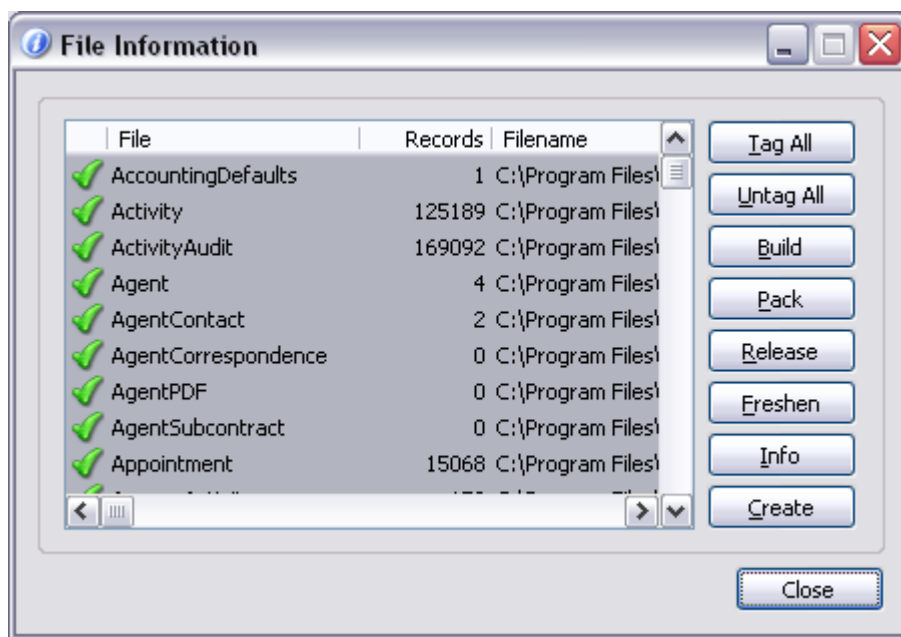 File Information
File Records Filename
AccountingDefaults 1 C:\Program Files\
Activity 125189 C:\Program Files\
ActivityAudit 169092 C:\Program Files\
Agent 4 C:\Program Files\
AgentContact 2 C:\Program Files\
AgentCorrespondence 0 C:\Program Files\
AgentPDF 0 C:\Program Files\
AgentSubcontract 0 C:\Program Files\
Appointment 15068 C:\Program Files\
Tag All
Untag All
Build
Pack
Release
Freshen
Info
Create
Close